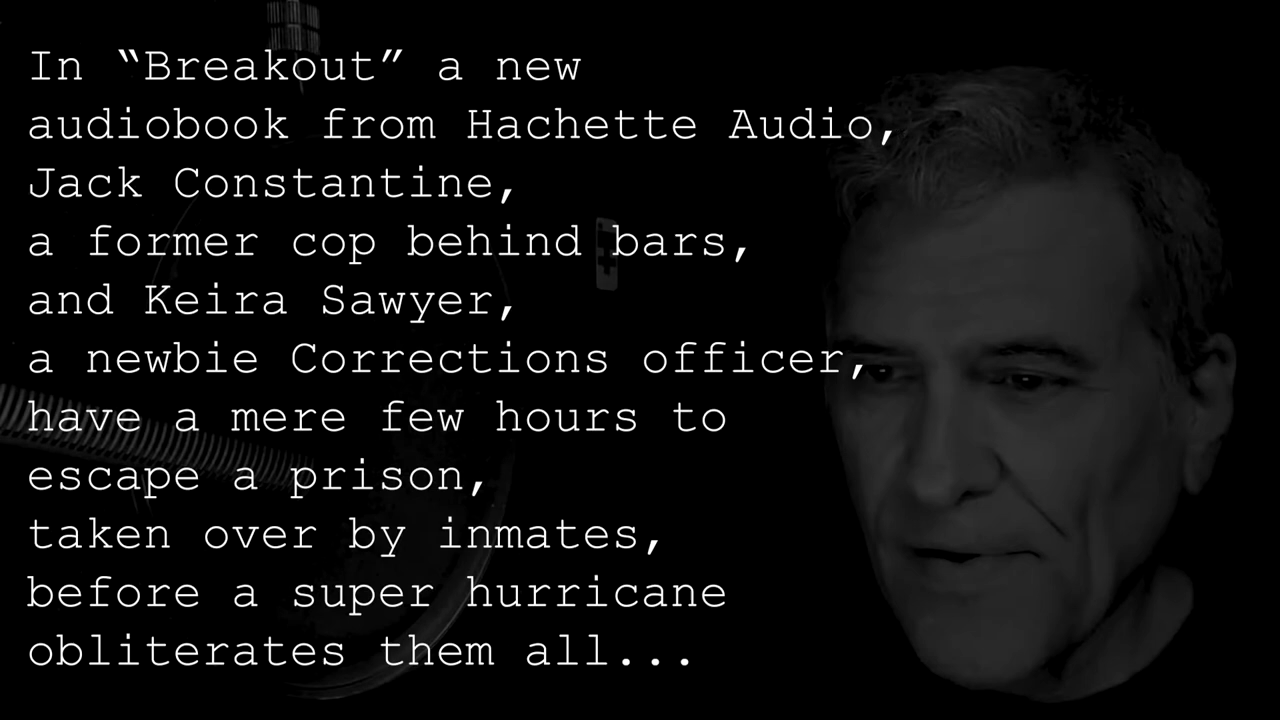 In “Breakout” a new
audiobook from Hachette Audio,
Jack Constantine,
a former cop behind bars,
and Keira Sawyer,
a newbie Corrections officer,
have a mere few hours to
escape a prison,
taken over by inmates,
before a super hurricane
obliterates them all...